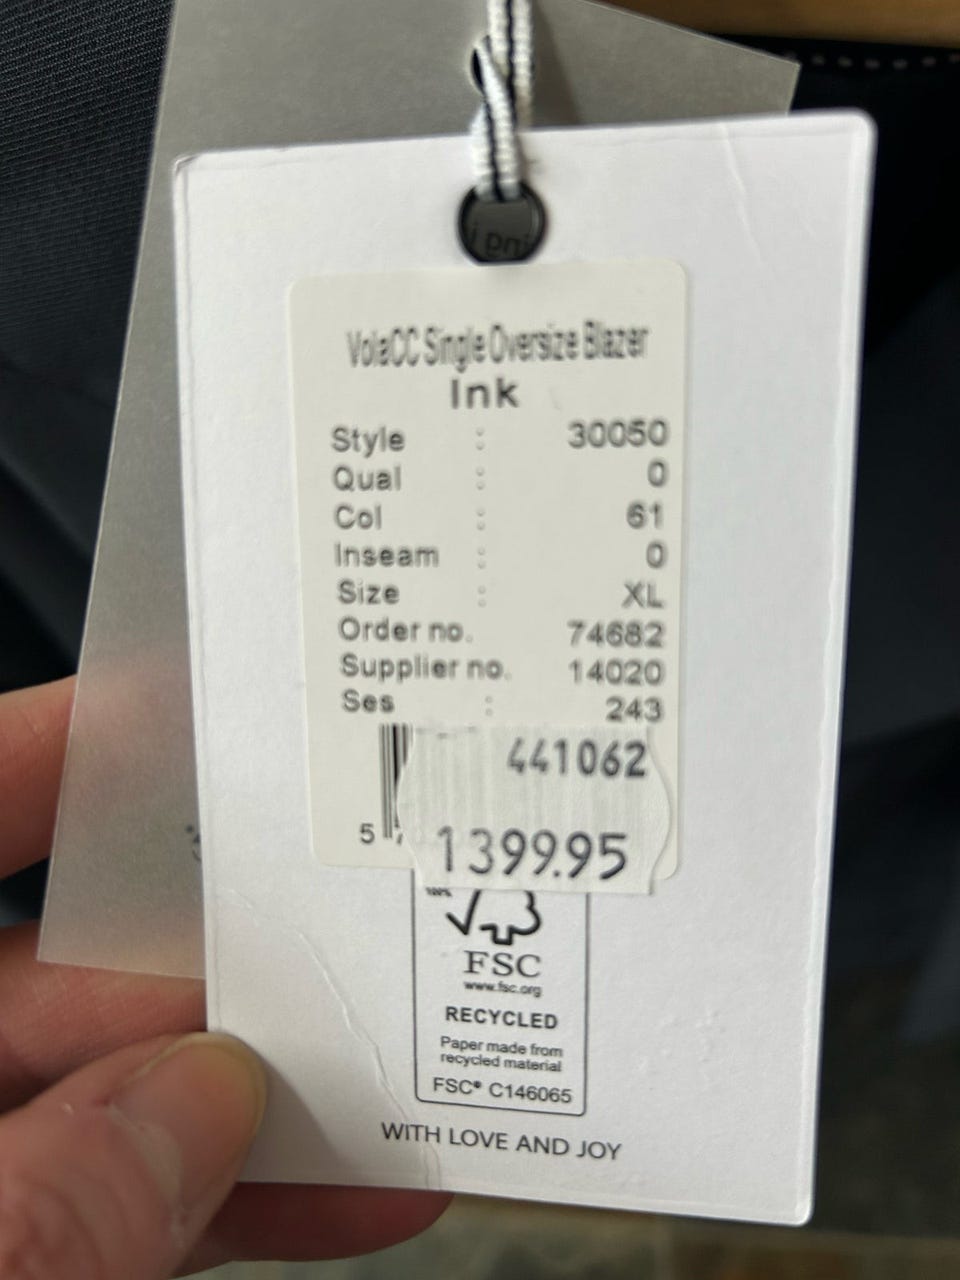 VolaCC Single Oversize Blazer
Ink
Style : 30050
Qual : 0
Col : 61
Inseam : 0
Size : XL
Order no. 74682
Supplier no. 14020
Ses : 243
441062
5
1399.95
100%
FSC
www.fsc.org
RECYCLED
Paper made from
recycled material
FSC® C146065
WITH LOVE AND JOY